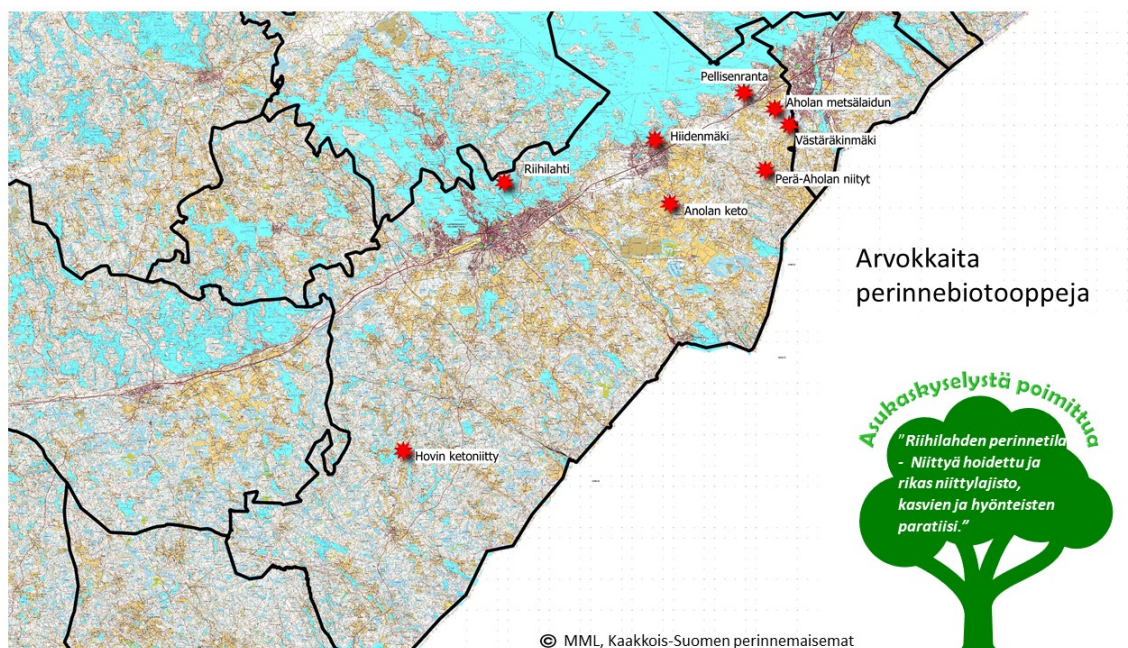 Pellisenranta
Aholan metsälaidun
Västäräkinmäki
Hiidenmäki
Riihilahti
Perä-Aholan niityt
Anolan keto
Hovin ketoniitty
Arvokkaita
perinnebiotooppeja
Asukaskyselystä poimittua
”Riihilahden perinnetila
- Niittyä hoidettu ja
rikas niittylajisto,
kasvien ja hyönteisten
paratiisi.”
© MML, Kaakkois-Suomen perinnemaisemat